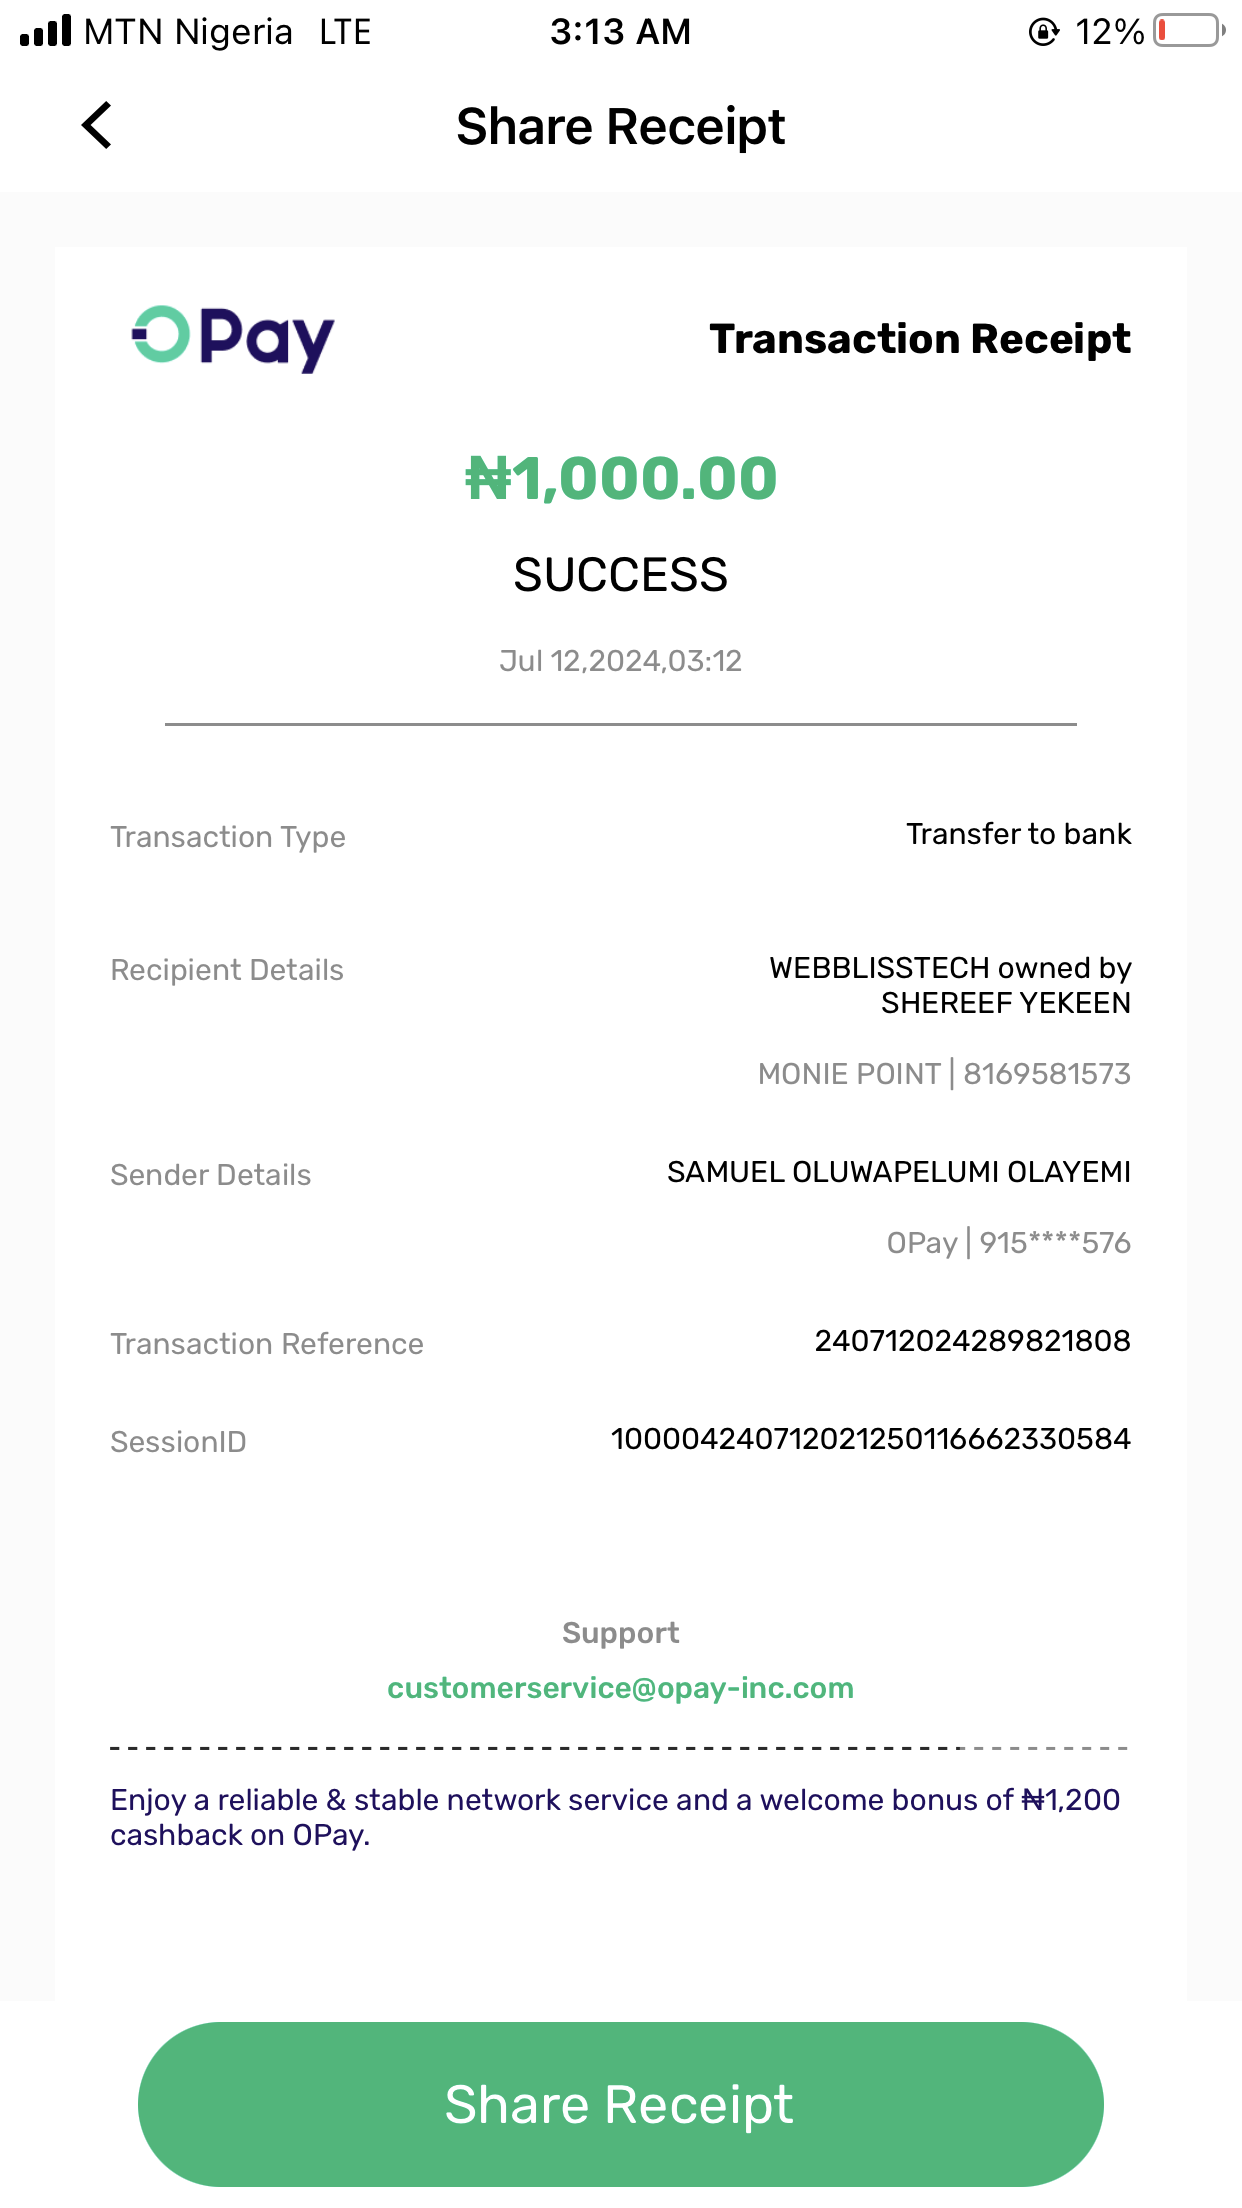 MTN Nigeria LTE 3:13 AM 12%
Share Receipt
OPay Transaction Receipt
₦1,000.00
SUCCESS
Jul 12,2024,03:12
Transaction Type Transfer to bank
Recipient Details WEBBLISSTECH owned by
SHEREEF YEKEEN
MONIE POINT | 8169581573
Sender Details SAMUEL OLUWAPELUMI OLAYEMI
OPay | 915****576
Transaction Reference 240712024289821808
SessionID 100004240712021250116662330584
Support
customerservice@opay-inc.com
Enjoy a reliable & stable network service and a welcome bonus of ₦1,200
cashback on OPay.
Share Receipt